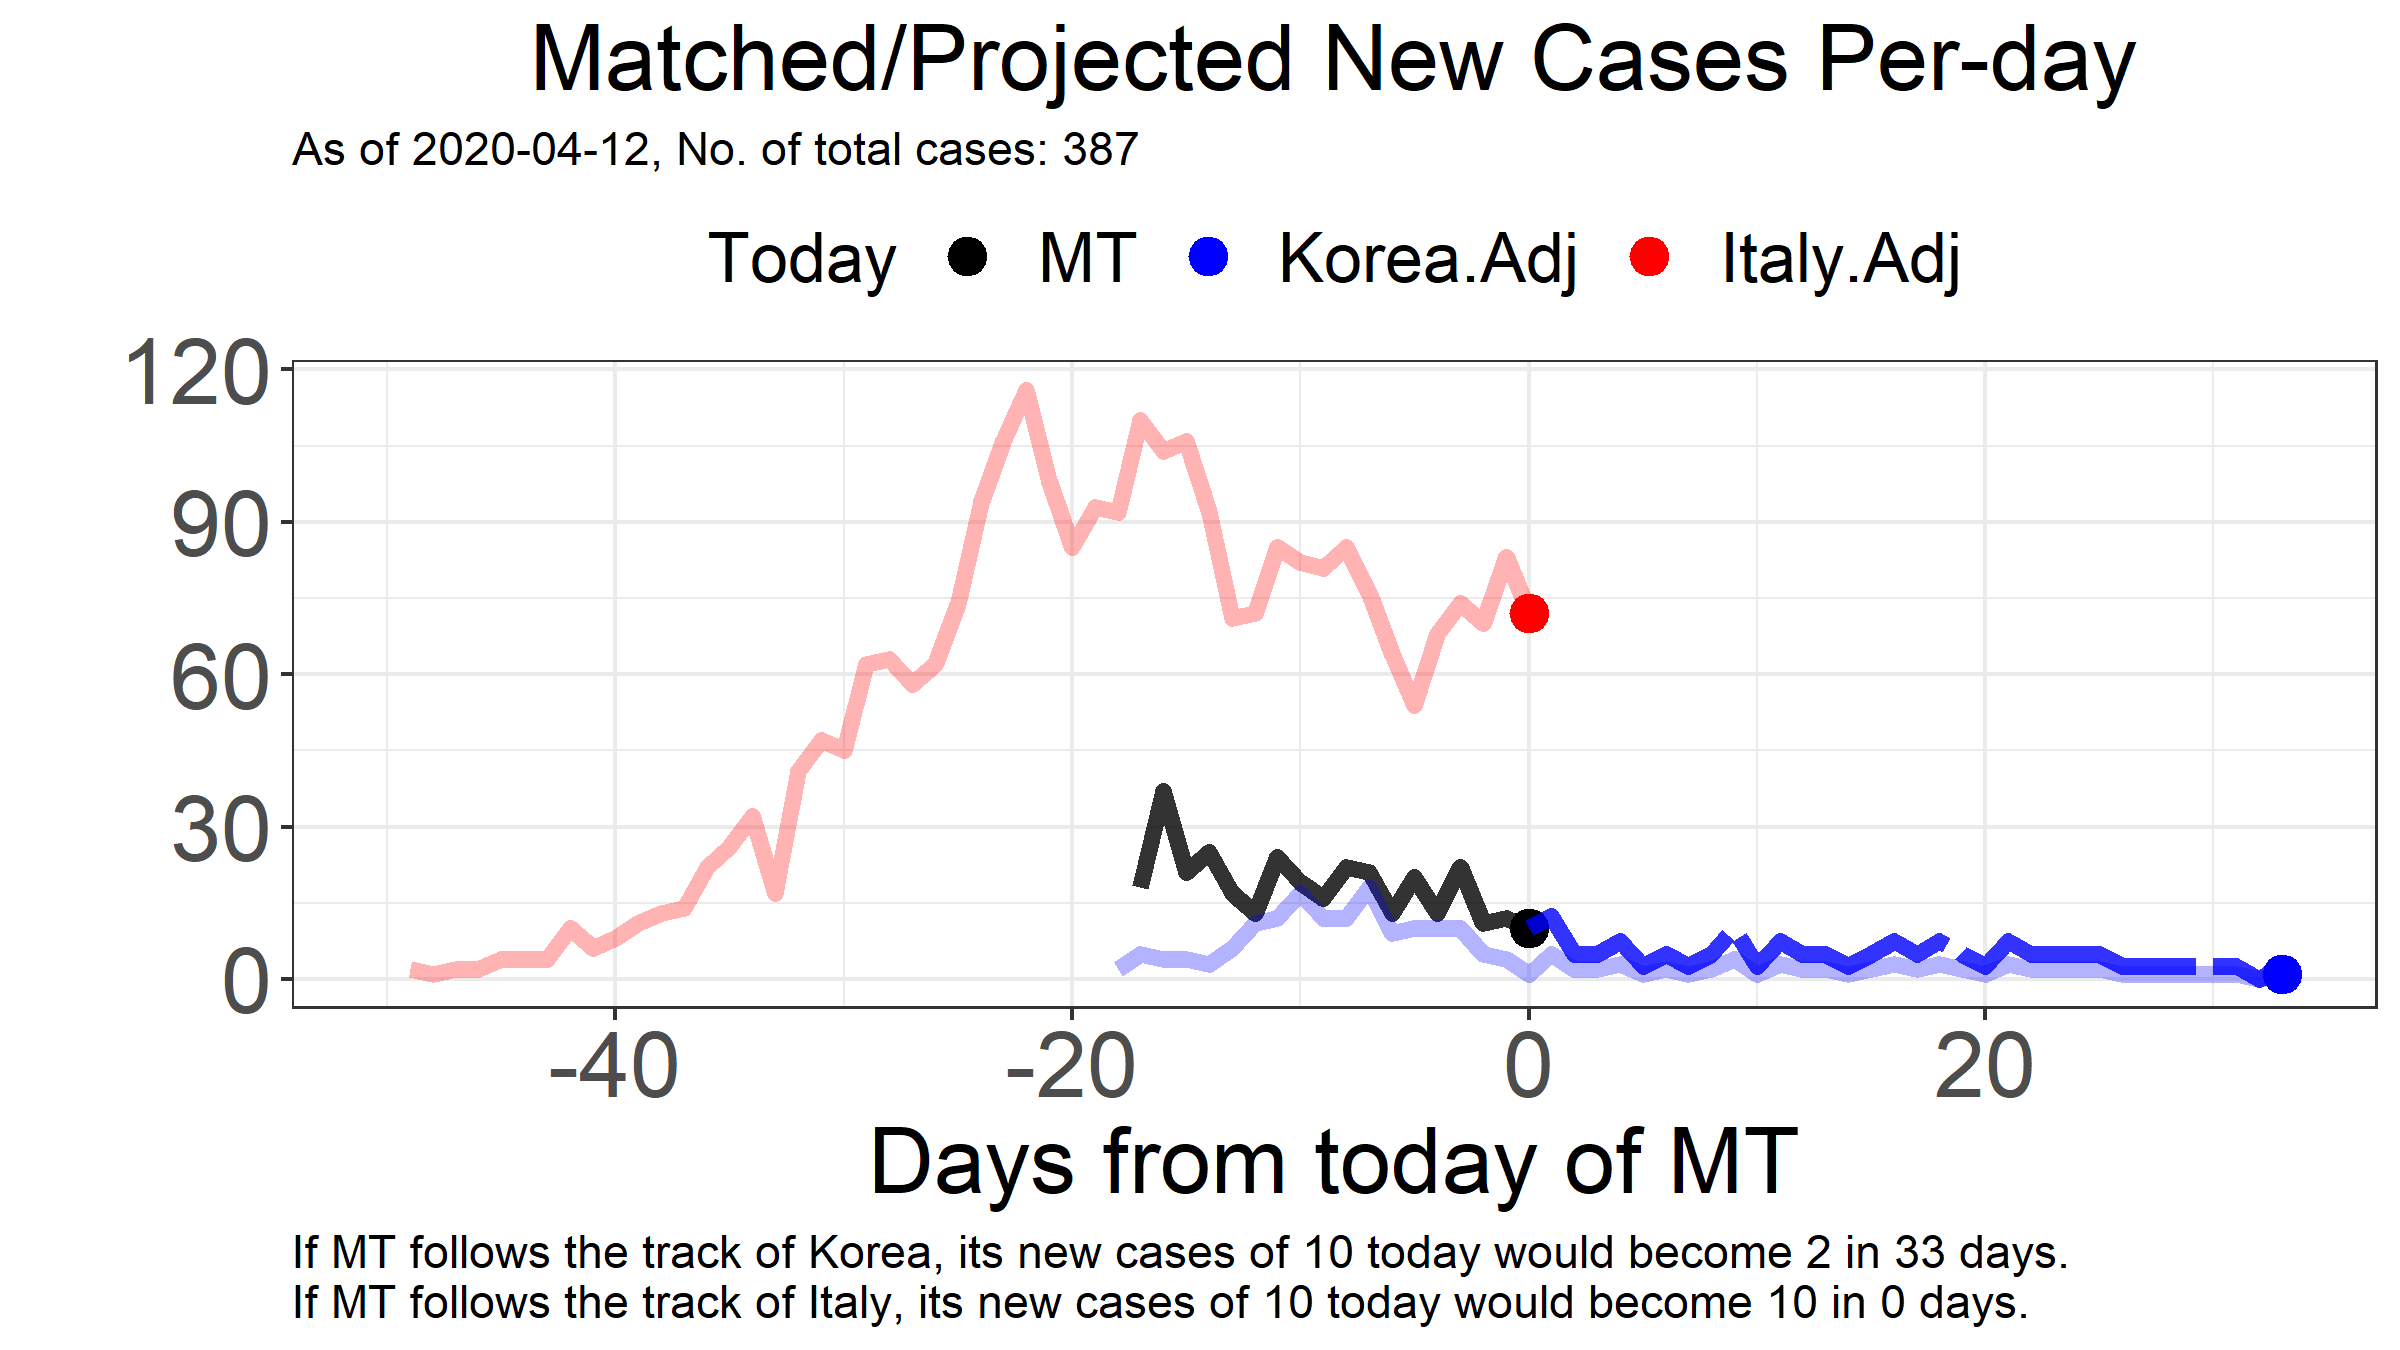 Matched/Projected New Cases Per-day
As of 2020-04-12, No. of total cases: 387
Today MT Korea.Adj Italy.Adj
120
90
60
30
0
-40 -20 0 20
Days from today of MT
If MT follows the track of Korea, its new cases of 10 today would become 2 in 33 days.
If MT follows the track of Italy, its new cases of 10 today would become 10 in 0 days.